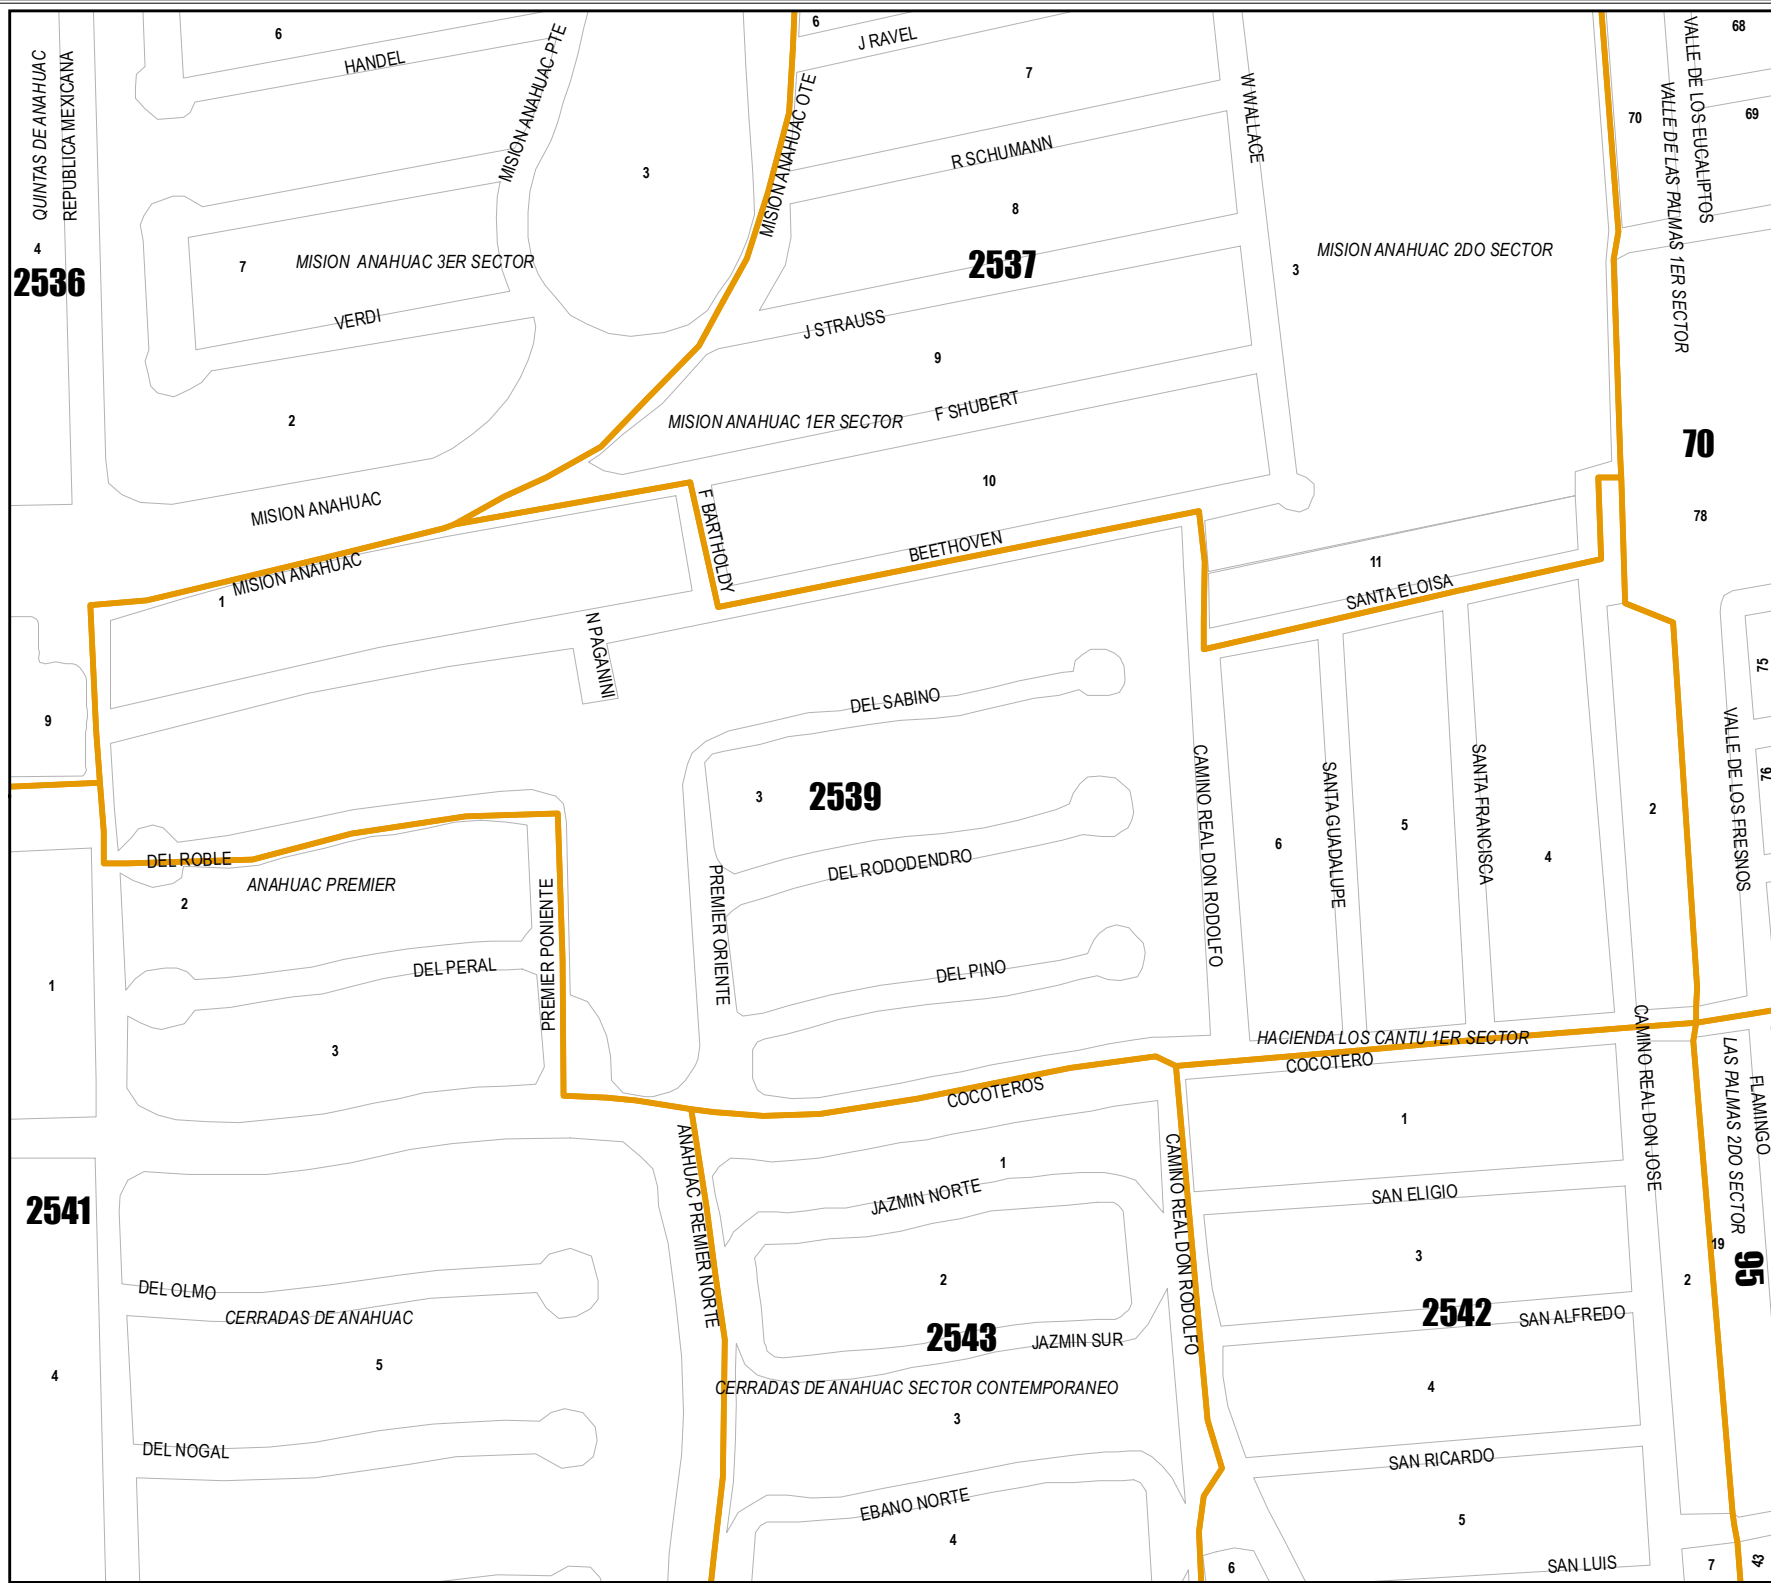 6
HANDEL
MISION ANAHUAC PTE
6
J RAVEL
7
MISION ANAHUAC OTE
W WALLACE
VALLE DE LOS EUCALIPTOS
68
69
70
VALLE DE LAS PALMAS 1ER SECTOR
QUINTAS DE ANAHUAC
REPUBLICA MEXICANA
3
R SCHUMANN
8
4
2536
7
MISION ANAHUAC 3ER SECTOR
2537
3
MISION ANAHUAC 2DO SECTOR
VERDI
J STRAUSS
9
2
MISION ANAHUAC 1ER SECTOR
F SHUBERT
70
10
MISION ANAHUAC
F BARTHOLDY
78
BEETHOVEN
11
MISION ANAHUAC
1
SANTA ELOISA
N PAGANINI
75
DEL SABINO
9
CAMINO REAL DON RODOLFO
SANTA GUADALUPE
SANTA FRANCISCA
VALLE DE LOS FRESNOS
76
3
2539
2
5
6
4
DEL ROBLE
DEL RODODENDRO
ANAHUAC PREMIER
2
PREMIER PONIENTE
PREMIER ORIENTE
DEL PERAL
DEL PINO
1
3
HACIENDA LOS CANTU 1ER SECTOR
COCOTERO
CAMINO REAL DON JOSE
LAS PALMAS 2DO SECTOR
FLAMINGO
COCOTEROS
1
ANAHUAC PREMIER NORTE
1
CAMINO REAL DON RODOLFO
JAZMIN NORTE
SAN ELIGIO
2541
3
19
95
2
2
DEL OLMO
CERRADAS DE ANAHUAC
2542
SAN ALFREDO
2543
JAZMIN SUR
5
4
CERRADAS DE ANAHUAC SECTOR CONTEMPORANEO
4
3
DEL NOGAL
SAN RICARDO
EBANO NORTE
5
4
6
SAN LUIS
7
43